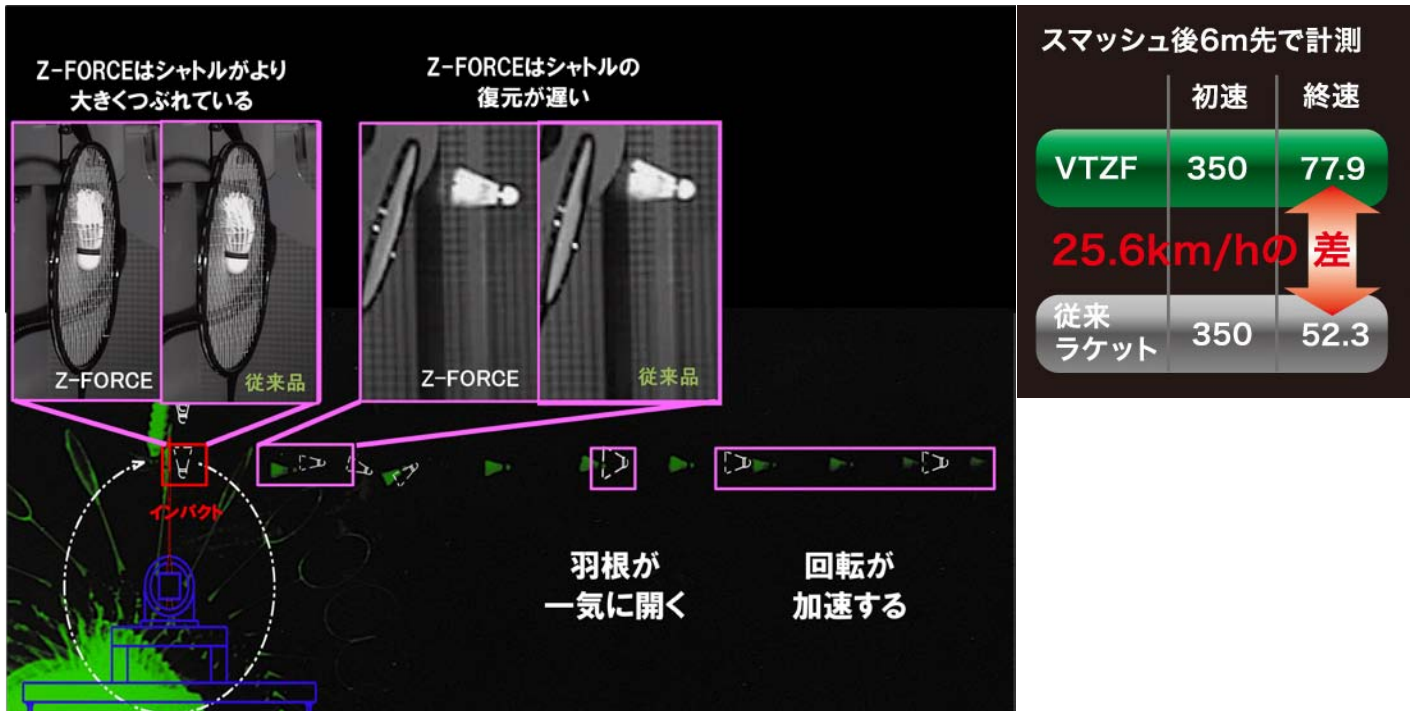 Z-FORCEはシャトルがより
大きくつぶれている
Z-FORCE
従来品
Z-FORCEはシャトルの
復元が遅い
Z-FORCE
従来品
インパクト
羽根が
一気に開く
回転が
加速する
スマッシュ後6m先で計測
初速 終速
VTZF 350 77.9
25.6km/hの 差
従来
ラケット 350 52.3